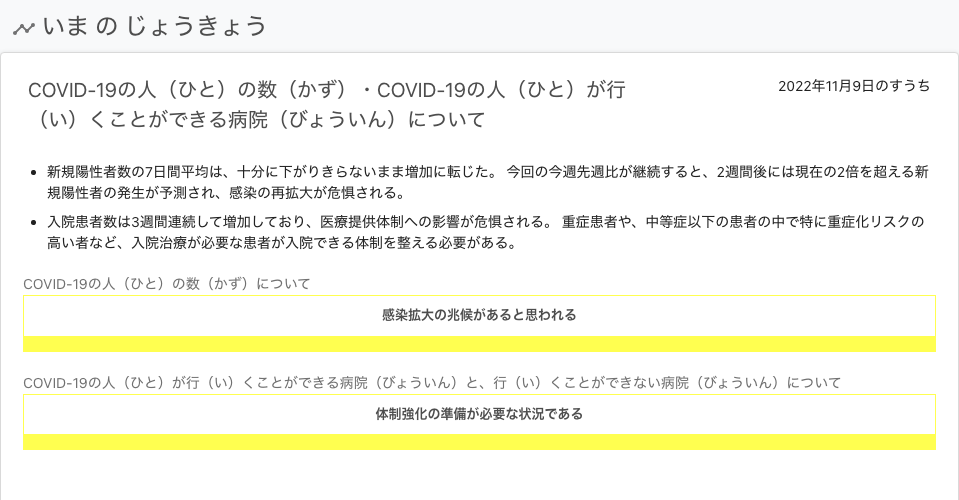 いま の じょうきょう
COVID-19の人（ひと）の数（かず）・COVID-19の人（ひと）が行
（い）くことができる病院（びょういん）について
2022年11月9日のすうち
• 新規陽性者数の7日間平均は、十分に下がりきらないまま増加に転じた。 今回の今週先週比が継続すると、2週間後には現在の2倍を超える新
規陽性者の発生が予測され、感染の再拡大が危惧される。
• 入院患者数は3週間連続して増加しており、医療提供体制への影響が危惧される。 重症患者や、中等症以下の患者の中で特に重症化リスクの
高い者など、入院治療が必要な患者が入院できる体制を整える必要がある。
COVID-19の人（ひと）の数（かず）について
感染拡大の兆候があると思われる
COVID-19の人（ひと）が行（い）くことができる病院（びょういん）と、行（い）くことができない病院（びょういん）について
体制強化の準備が必要な状況である